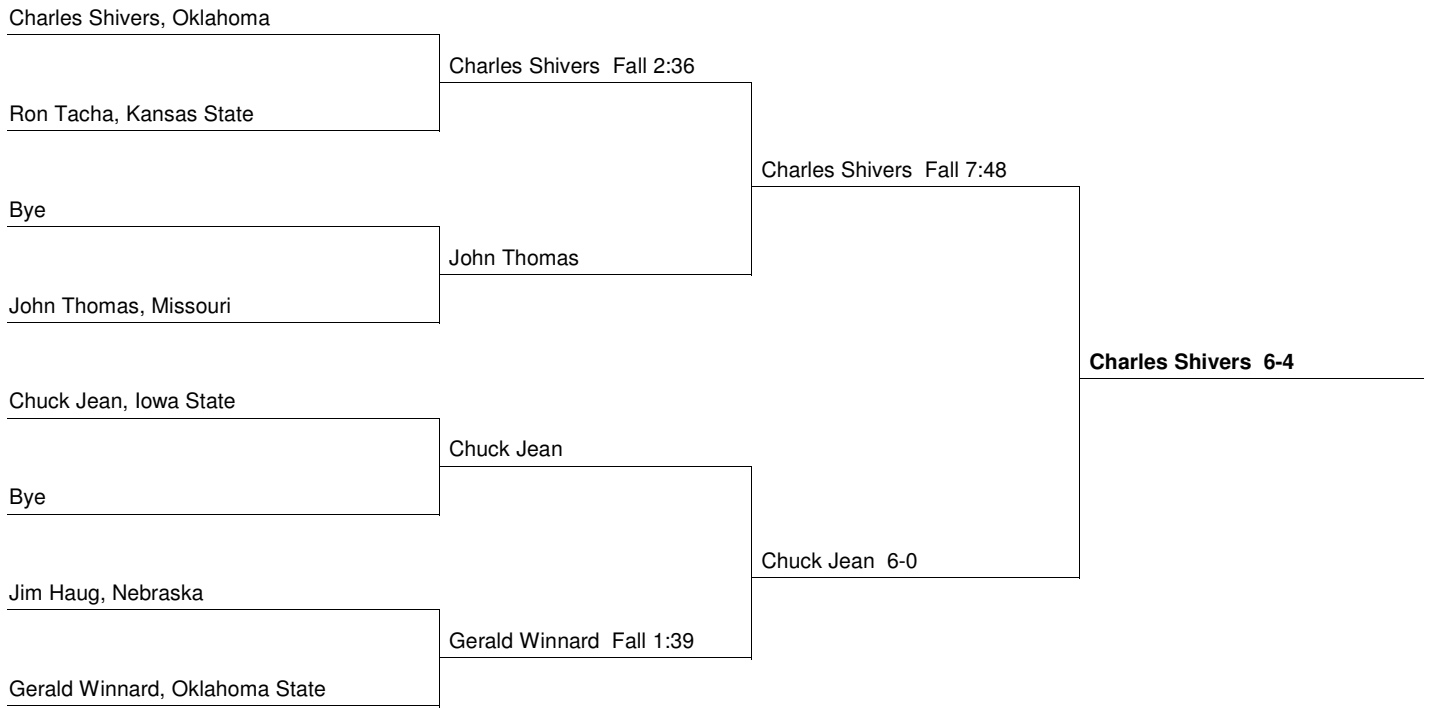 Charles Shivers, Oklahoma
Charles Shivers  Fall 2:36
Ron Tacha, Kansas State
Charles Shivers  Fall 7:48
Bye
John Thomas
John Thomas, Missouri
Charles Shivers  6-4
Chuck Jean, Iowa State
Chuck Jean
Bye
Chuck Jean  6-0
Jim Haug, Nebraska
Gerald Winnard  Fall 1:39
Gerald Winnard, Oklahoma State